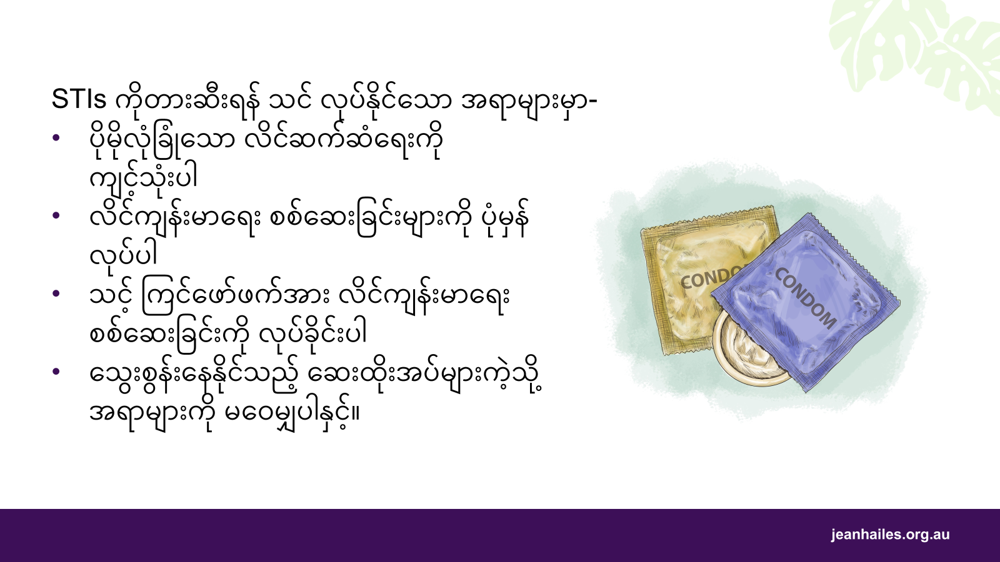 STIs ကိုတားဆီးရန် သင် လုပ်နိုင်သော အရာများမှာ-
• ပိုမိုလုံခြုံသော လိင်ဆက်ဆံရေးကို
ကျင့်သုံးပါ
• လိင်ကျန်းမာရေး စစ်ဆေးခြင်းများကို ပုံမှန်
လုပ်ပါ
• သင့် ကြင်ဖော်ဖက်အား လိင်ကျန်းမာရေး
စစ်ဆေးခြင်းကို လုပ်ခိုင်းပါ
• သွေးစွန်းနေနိုင်သည့် ဆေးထိုးအပ်များကဲ့သို့
အရာများကို မဝေမျှပါနှင့်။
CONDO
CONDOM
jeanhailes.org.au